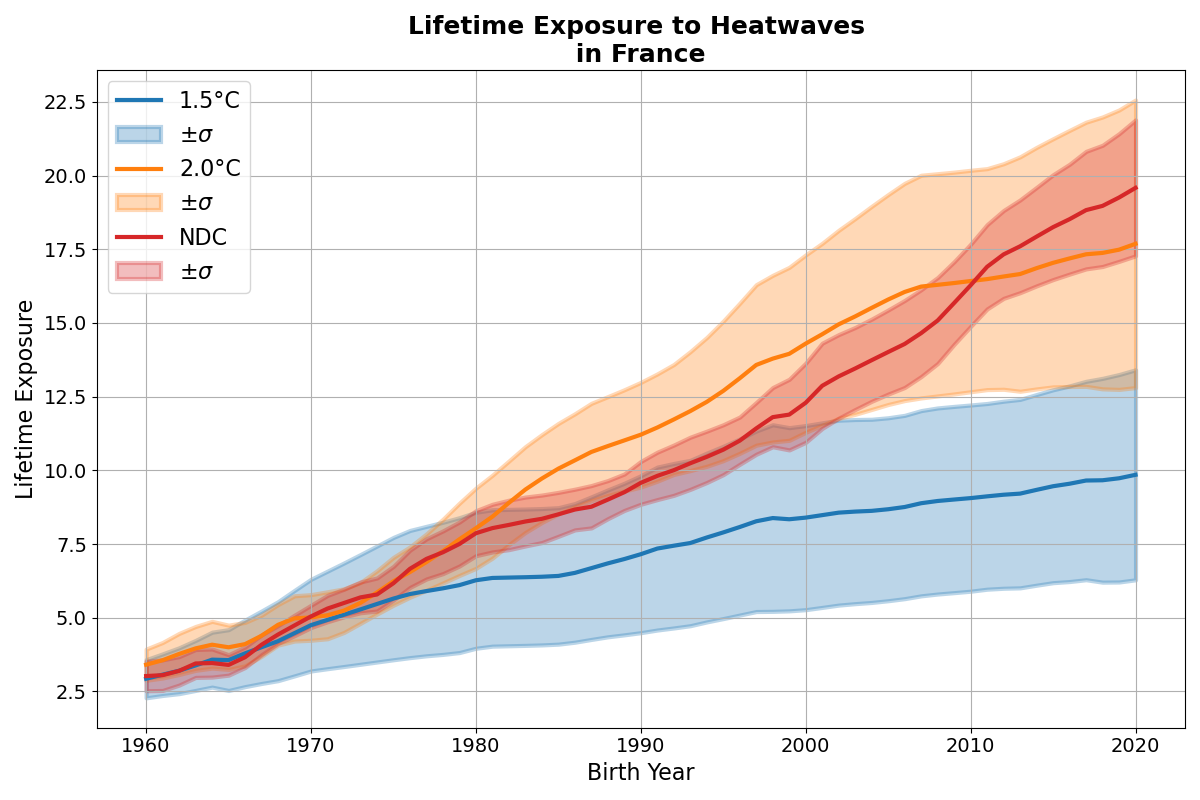 Lifetime Exposure to Heatwaves
in France
1.5°C
±σ
2.0°C
±σ
NDC
±σ
Lifetime Exposure
22.5
20.0
17.5
15.0
12.5
10.0
7.5
5.0
2.5
1960 1970 1980 1990 2000 2010 2020
Birth Year